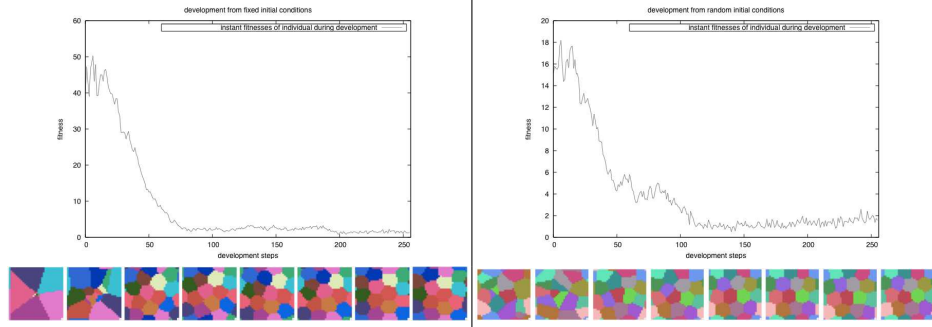 development from fixed initial conditions
60
instant fitnesses of individual during development
50
40
fitness
30
20
10
0
0 50 100 150 200 250
development steps
development from random initial conditions
20
instant fitnesses of individual during development
18
16
14
12
fitness
10
8
6
4
2
0
0 50 100 150 200 250
development steps